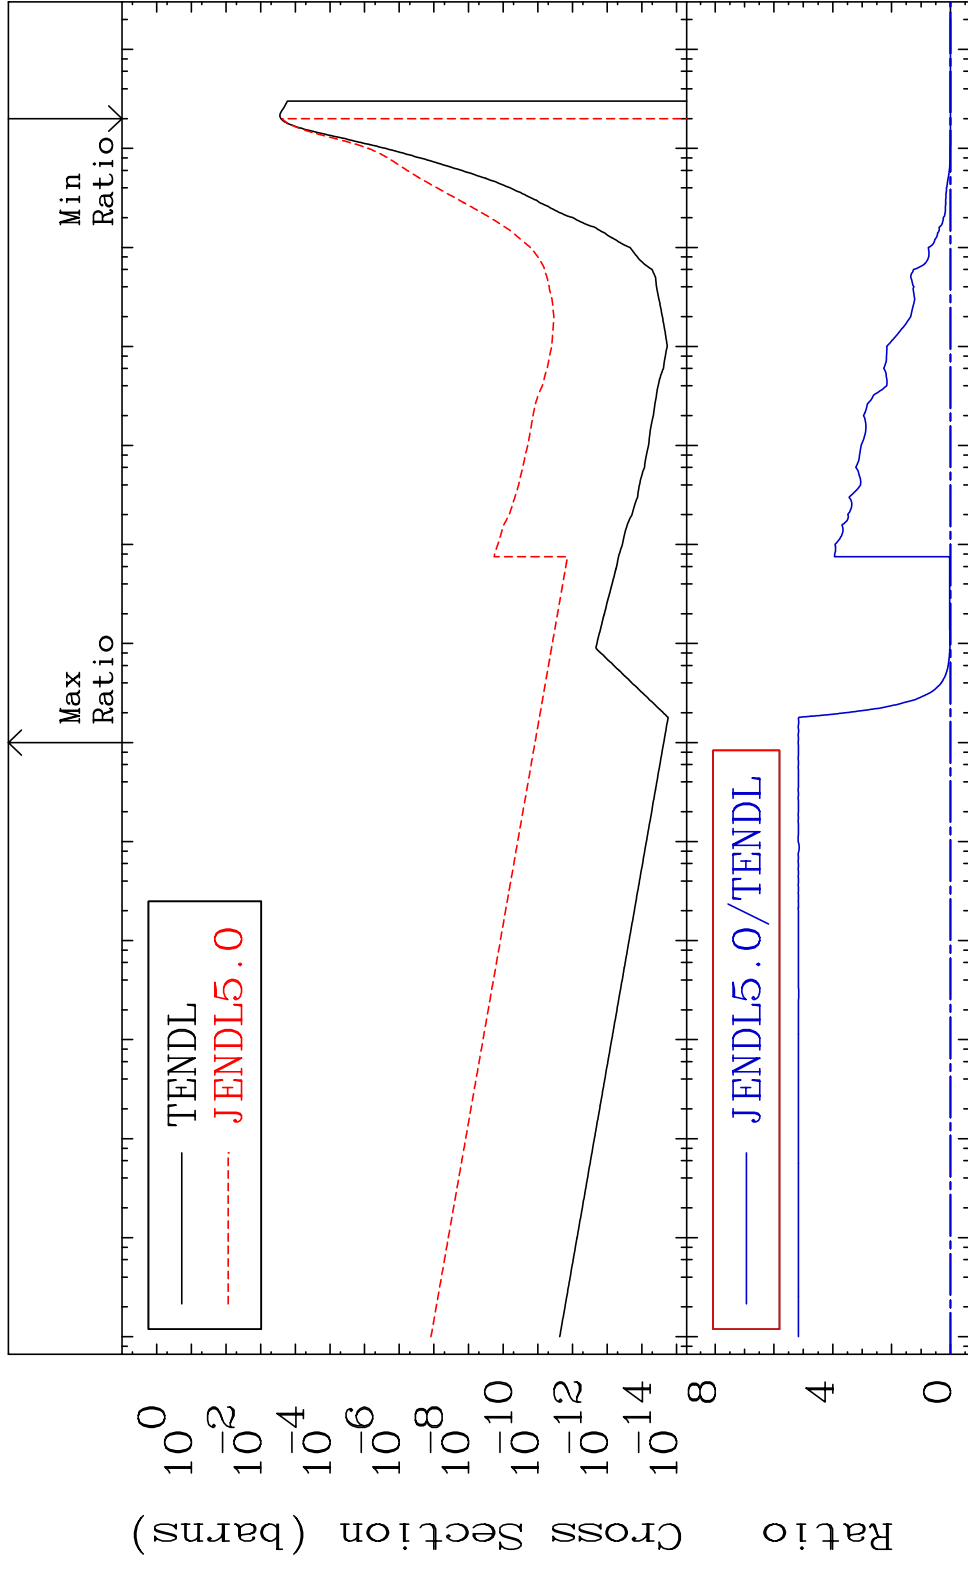 Max
Ratio
Min
Ratio
TENDL
JENDL5.0
10 0
10 -2
10 -4
10 -6
10 -8
10 -10
10 -12
10 -14
Cross Section (barns)
JENDL5.0/TENDL
8
4
0
Ratio